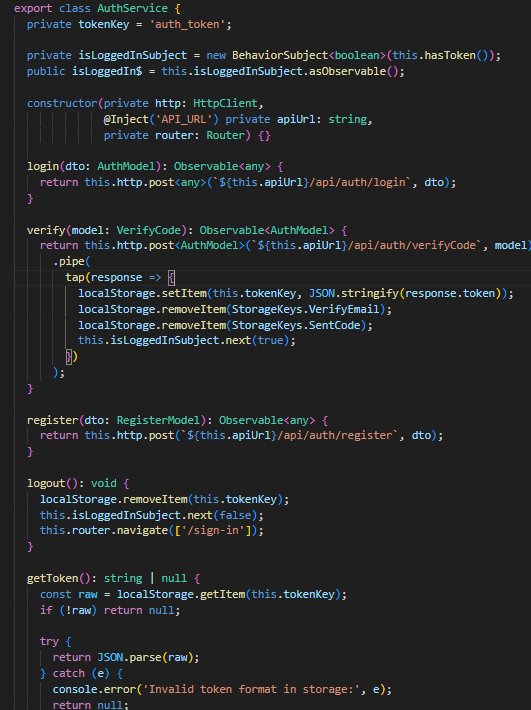 export class AuthService {
private tokenKey = 'auth_token';
private isLoggedInSubject = new BehaviorSubject<boolean>(this.hasToken());
public isLoggedIn$ = this.isLoggedInSubject.asObservable();
constructor(private http: HttpClient,
@Inject('API_URL') private apiUrl: string,
private router: Router) {}
login(dto: AuthModel): Observable<any> {
return this.http.post<any>(`${this.apiUrl}/api/auth/login`, dto);
}
verify(model: VerifyCode): Observable<AuthModel> {
return this.http.post<AuthModel>(`${this.apiUrl}/api/auth/verifyCode`, model)
.pipe(
tap(response => {
localStorage.setItem(this.tokenKey, JSON.stringify(response.token));
localStorage.removeItem(StorageKeys.VerifyEmail);
localStorage.removeItem(StorageKeys.SentCode);
this.isLoggedInSubject.next(true);
})
);
}
register(dto: RegisterModel): Observable<any> {
return this.http.post(`${this.apiUrl}/api/auth/register`, dto);
}
logout(): void {
localStorage.removeItem(this.tokenKey);
this.isLoggedInSubject.next(false);
this.router.navigate(['/sign-in']);
}
getToken(): string | null {
const raw = localStorage.getItem(this.tokenKey);
if (!raw) return null;
try {
return JSON.parse(raw);
} catch (e) {
console.error('Invalid token format in storage:', e);
return null;